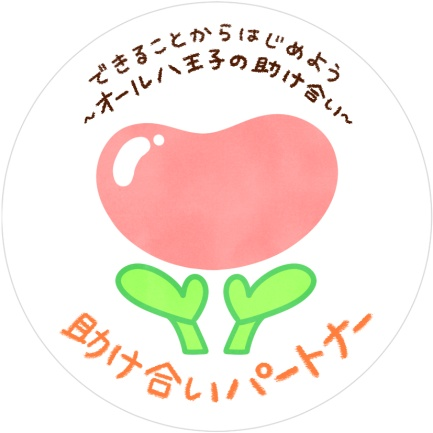 できることからはじめよう
~オール八王子の助け合い~
助け合いパートナー